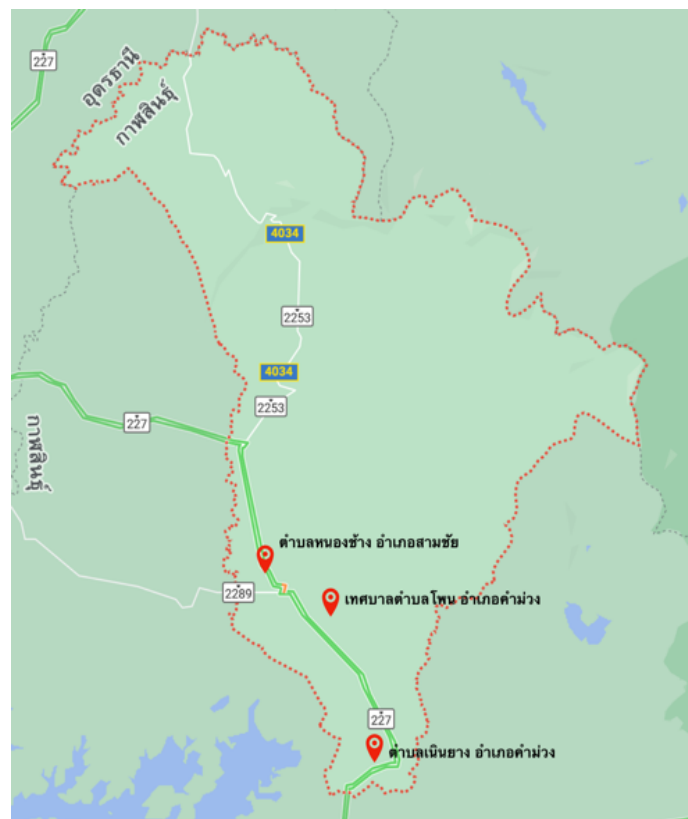 227
อุดรธานี
กาฬสินธุ์
4034
2253
4034
2253
227
กาฬสินธุ์
ตำบลหนองช้าง อำเภอสามชัย
2289
เทศบาลตำบลโพน อำเภอคำม่วง
227
ตำบลเนินยาง อำเภอคำม่วง